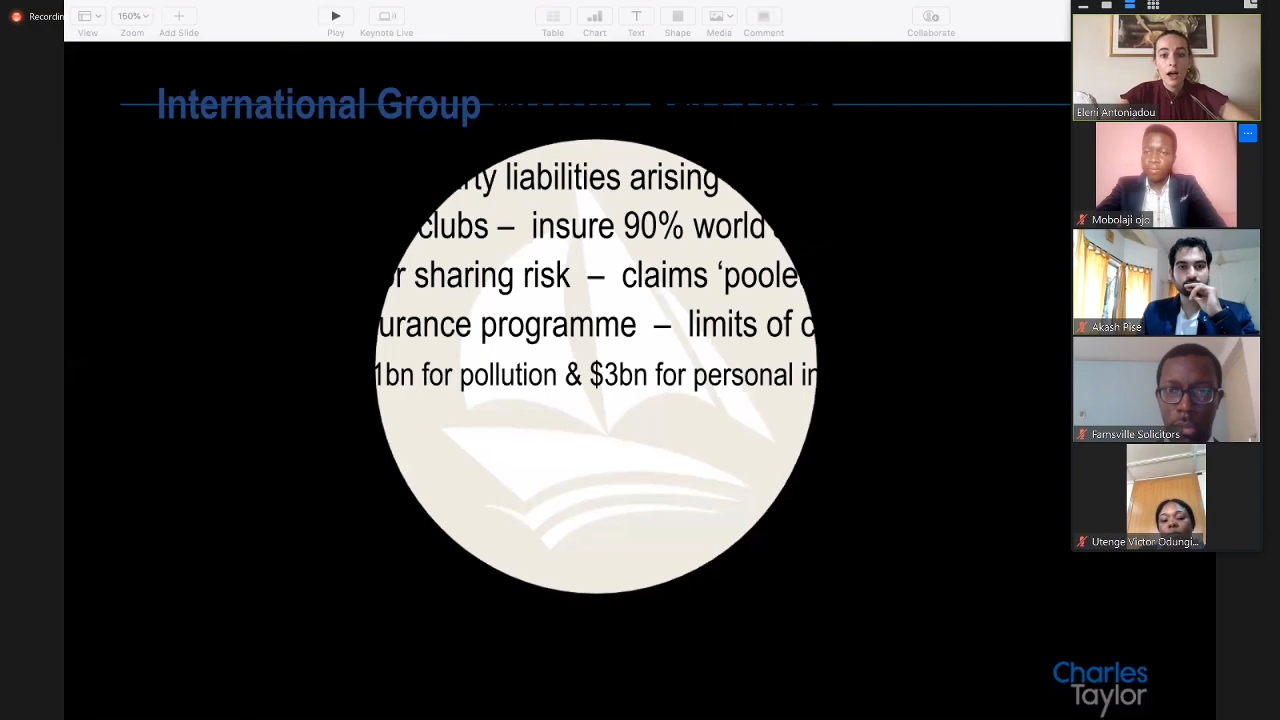 Recordin
View
150%
Zoom
Add Slide
Play
Keynote Live
Table
Chart
Text
Shape
Media
Comment
Collaborate
International Group
rty liabilities arising
clubs – insure 90% world
r sharing risk – claims ‘poole
urance programme – limits of c
1bn for pollution & $3bn for personal in
Charles
Taylor
Eleni Antoniadou
Mobolaji ojo
Akash Pise
Famsville Solicitors
Utenge Victor Odungi...